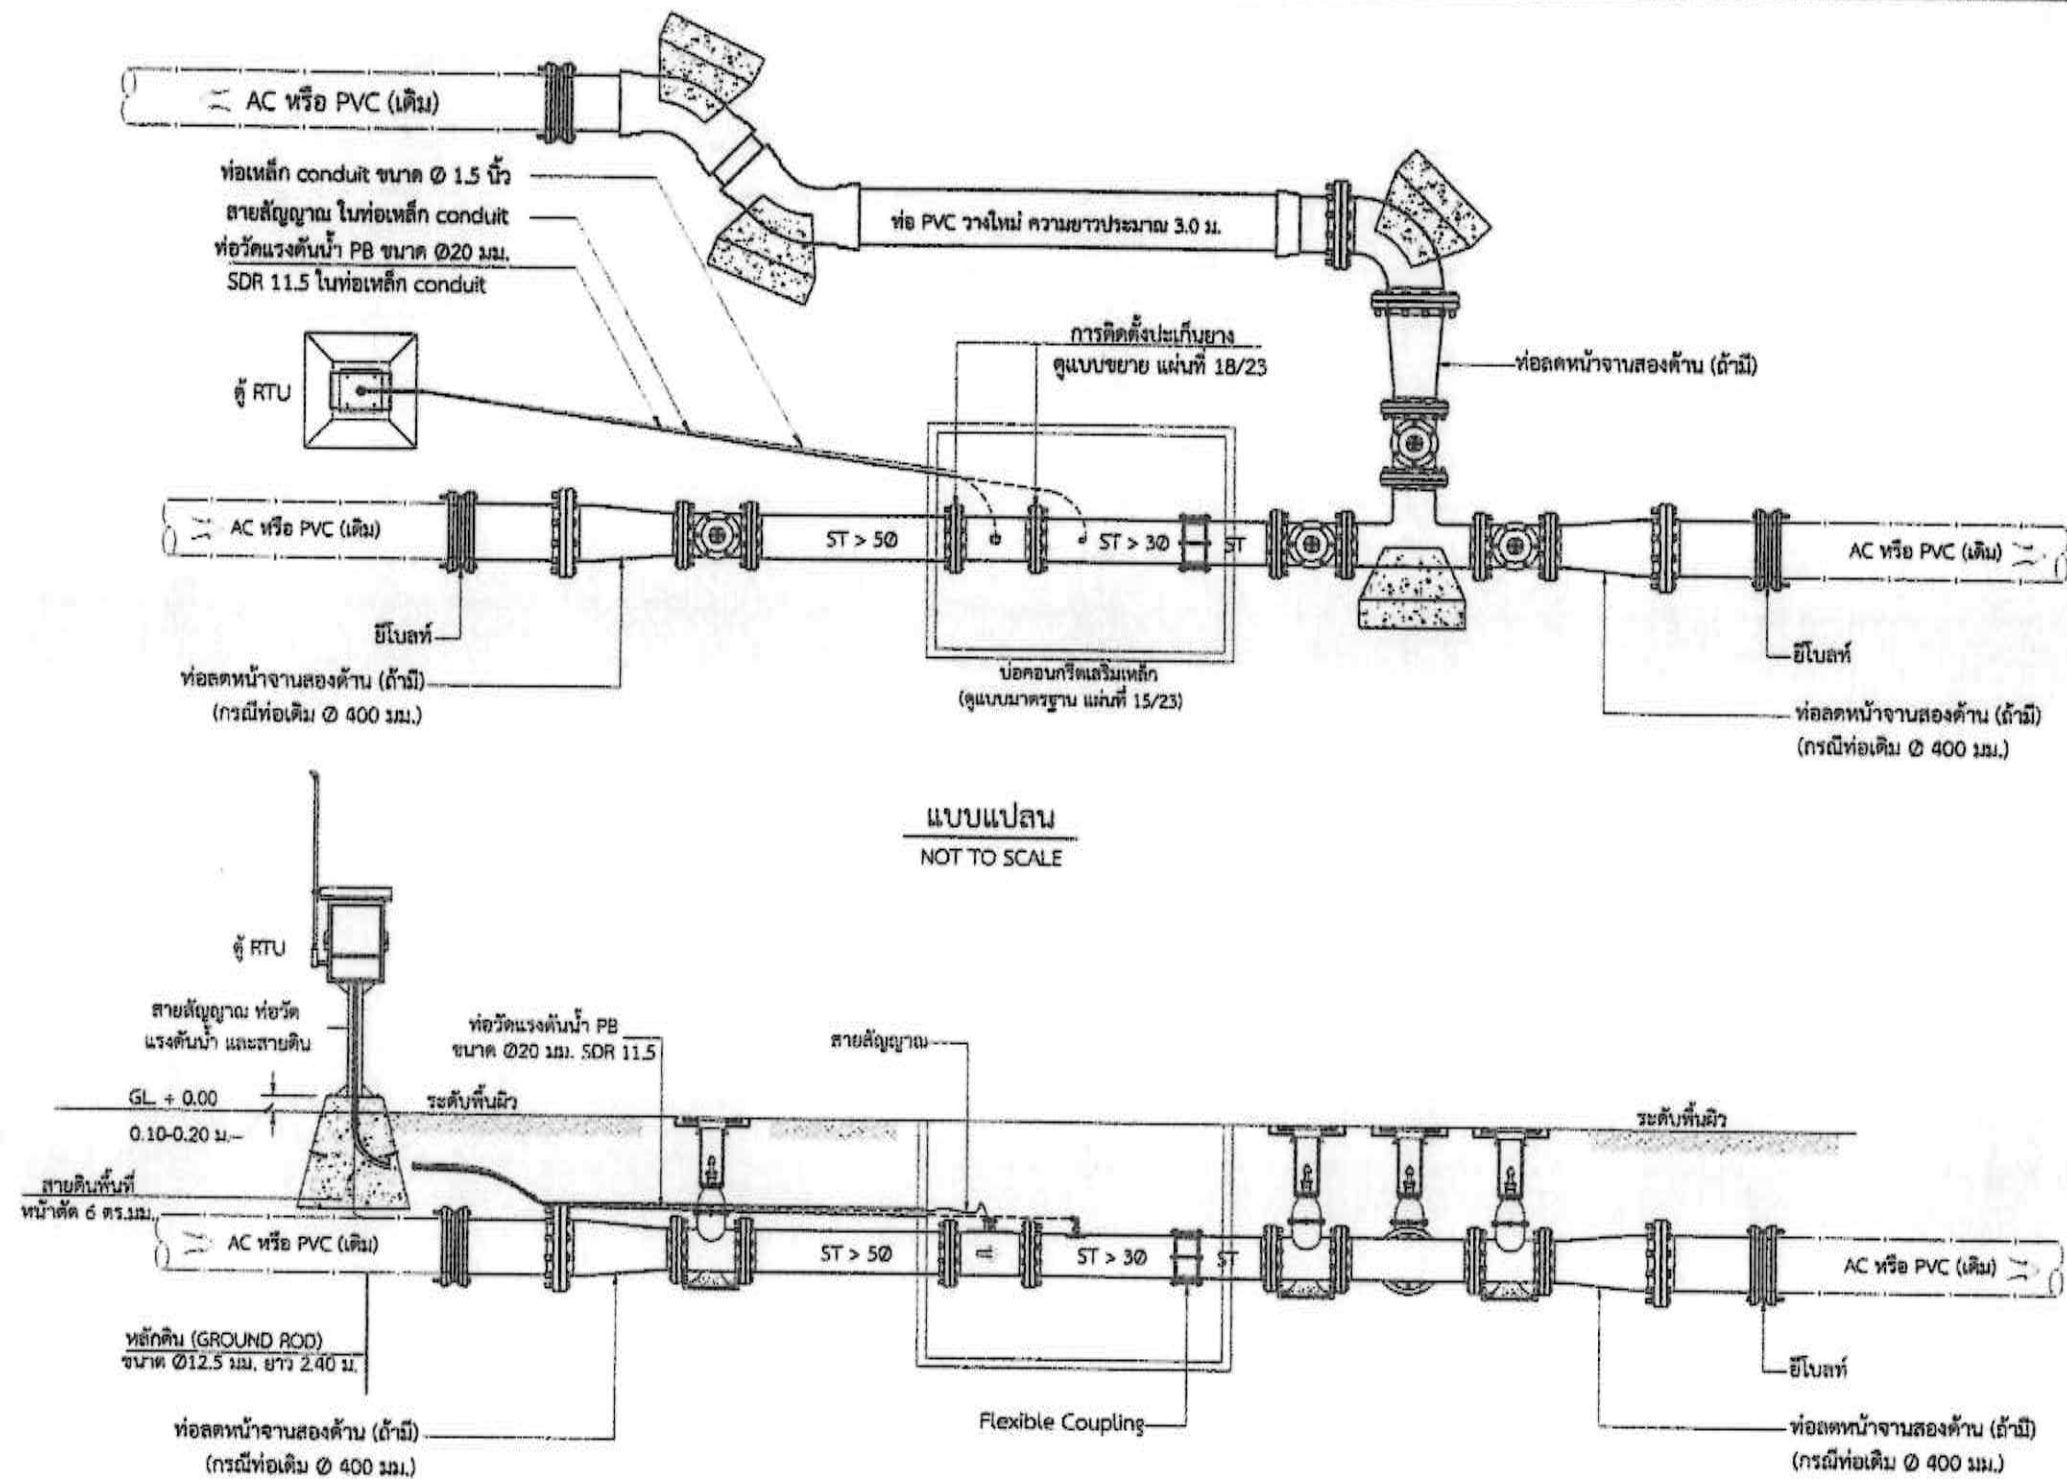 AC หรือ PVC (เดิม)
ท่อเหล็ก conduit ขนาด Ø 1.5 นิ้ว
สายสัญญาณ ในท่อเหล็ก conduit
ท่อวัดแรงดันน้ำ PB ขนาด Ø20 มม.
SDR 11.5 ในท่อเหล็ก conduit
ท่อ PVC วางใหม่ ความยาวประมาณ 3.0 ม.
ตู้ RTU
การติดตั้งปะเก็นยาง
ดูแบบขยาย แผ่นที่ 18/23
ท่อลดหน้าจานสองด้าน (ถ้ามี)
AC หรือ PVC (เดิม)
ST > 5Ø
ST > 3Ø
ST
AC หรือ PVC (เดิม)
ยีโบลท์
ท่อลดหน้าจานสองด้าน (ถ้ามี)
(กรณีท่อเดิม Ø 400 มม.)
บ่อคอนกรีตเสริมเหล็ก
(ดูแบบมาตรฐาน แผ่นที่ 15/23)
ยีโบลท์
ท่อลดหน้าจานสองด้าน (ถ้ามี)
(กรณีท่อเดิม Ø 400 มม.)
แบบแปลน
NOT TO SCALE
ตู้ RTU
สายสัญญาณ ท่อวัด
แรงดันน้ำ และสายดิน
ท่อวัดแรงดันน้ำ PB
ขนาด Ø20 มม. SDR 11.5
สายสัญญาณ
GL. + 0.00
0.10-0.20 ม.
ระดับพื้นผิว
ระดับพื้นผิว
สายดินพื้นที่
หน้าตัด 6 ตร.มม.
AC หรือ PVC (เดิม)
ST > 5Ø
ST > 3Ø
ST
AC หรือ PVC (เดิม)
หลักดิน (GROUND ROD)
ขนาด Ø12.5 มม. ยาว 2.40 ม.
ท่อลดหน้าจานสองด้าน (ถ้ามี)
(กรณีท่อเดิม Ø 400 มม.)
Flexible Coupling
ยีโบลท์
ท่อลดหน้าจานสองด้าน (ถ้ามี)
(กรณีท่อเดิม Ø 400 มม.)